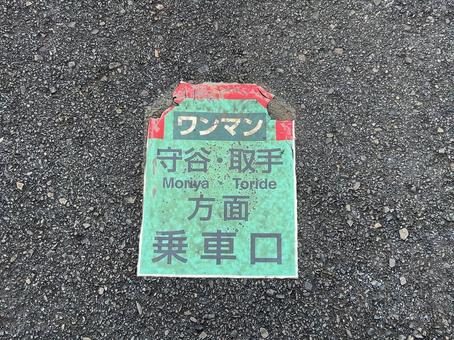 ワンマン
守谷・取手
Moriya・Toride
方面
乗車口